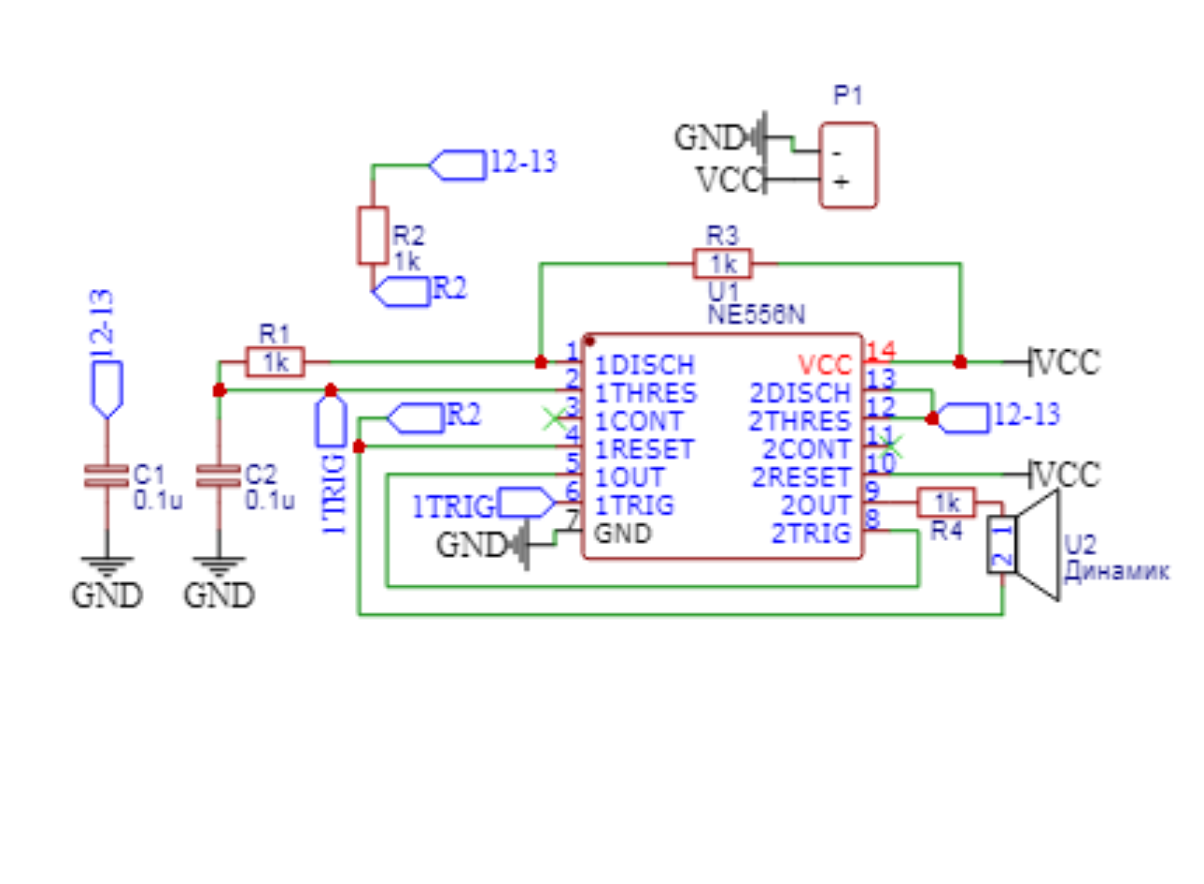 P1
GND
-
VCC
+
12-13
R2
1k
R2
R3
1k
U1
NE556N
12-13
R1
1k
1 1DISCH VCC 14 VCC
2 1THRES 2DISCH 13
3 1CONT 2THRES 12 12-13
R2
4 1RESET 2CONT 11
5 1OUT 2RESET 10 VCC
1TRIG 6 1TRIG 2OUT 9 1k
R4
GND 7 GND 2TRIG 8
C1
0.1u
C2
0.1u
1TRIG
1
2
U2
Динамик
GND
GND